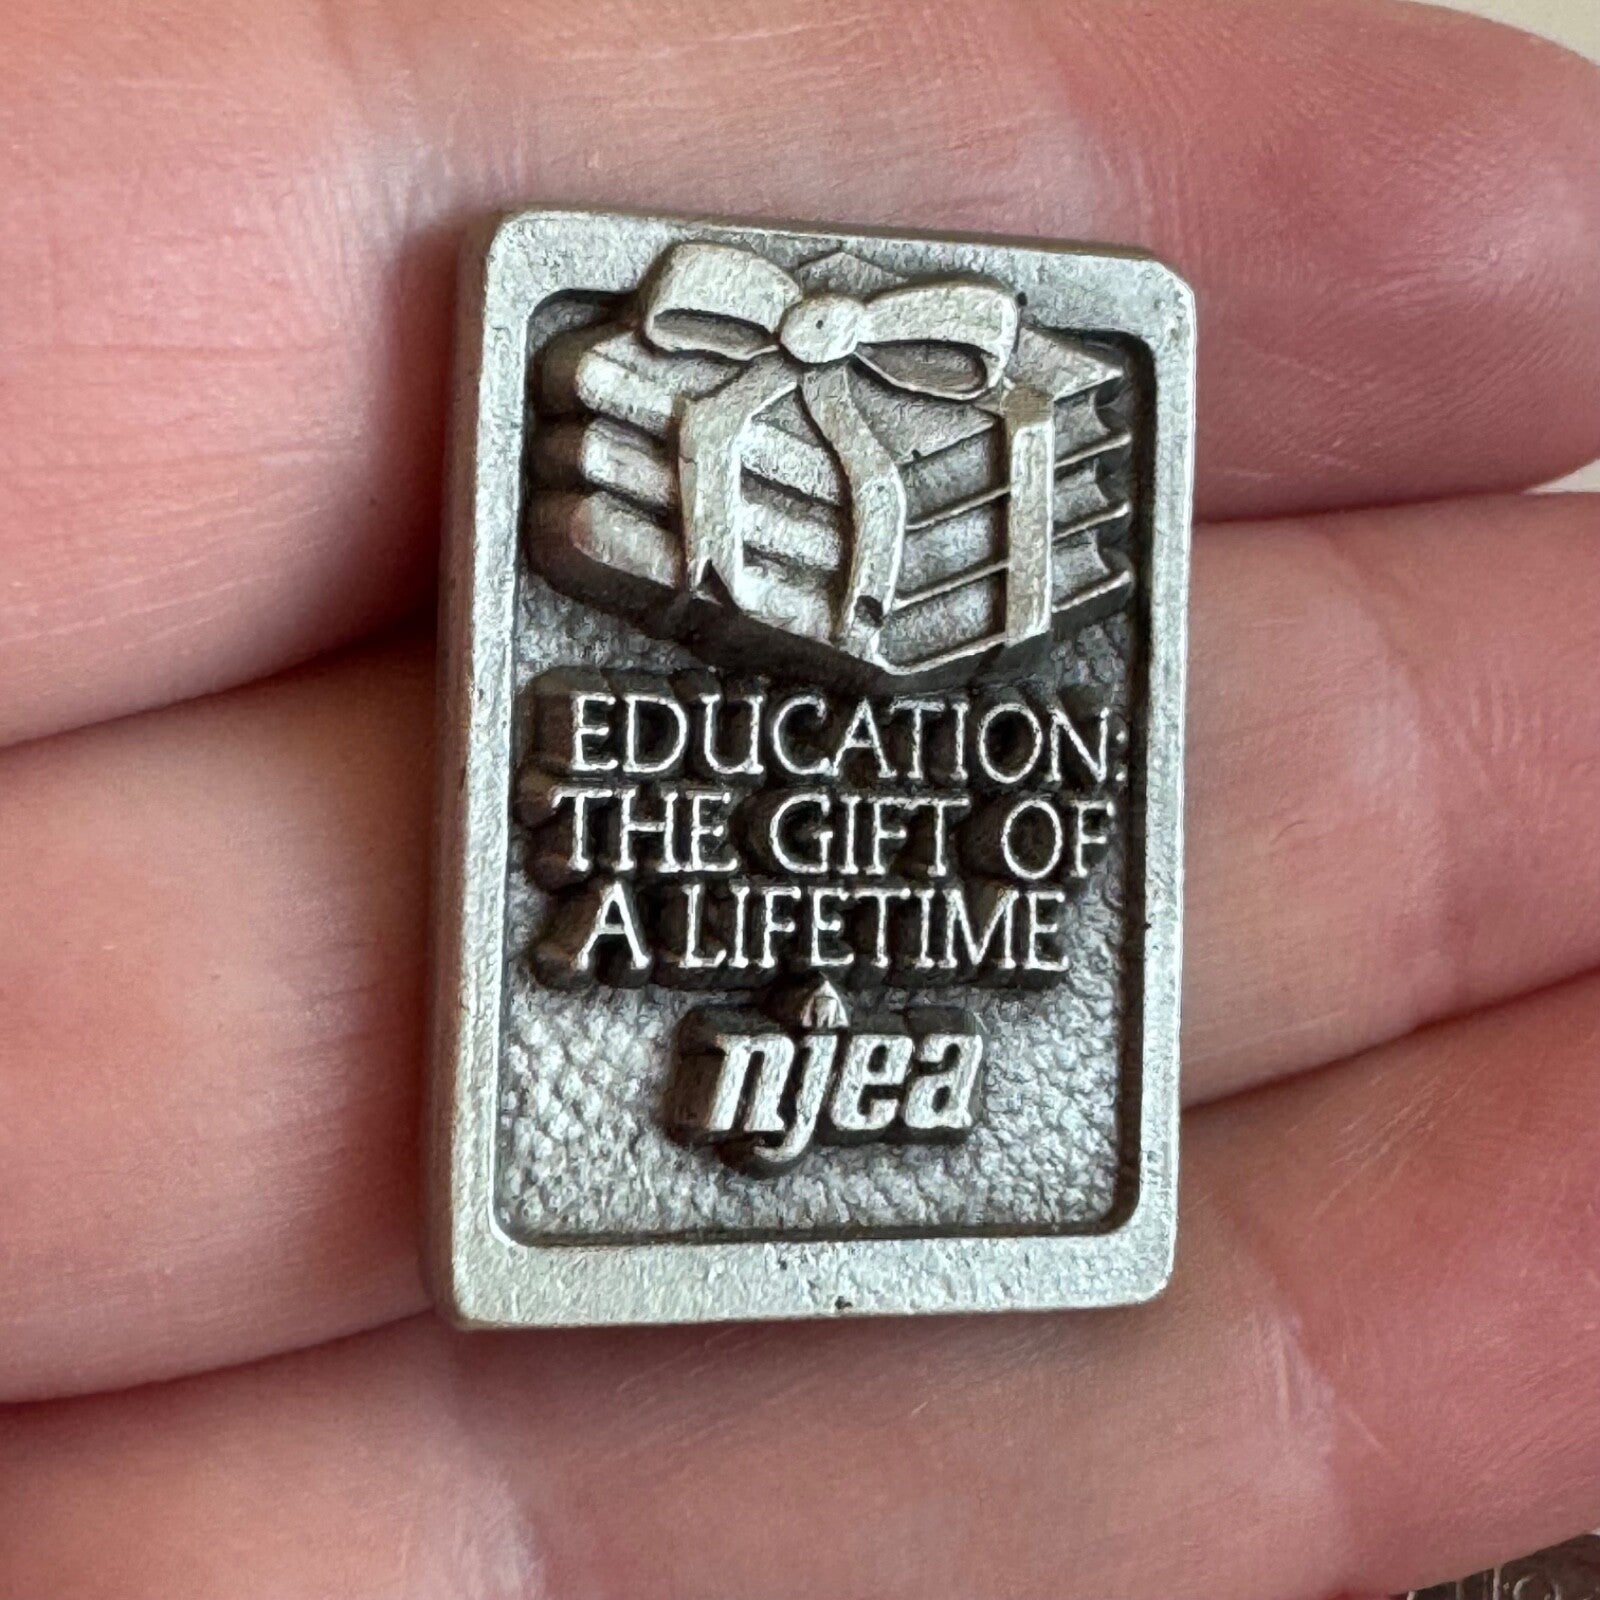 EDUCATION:
THE GIFT OF
A LIFETIME
njea